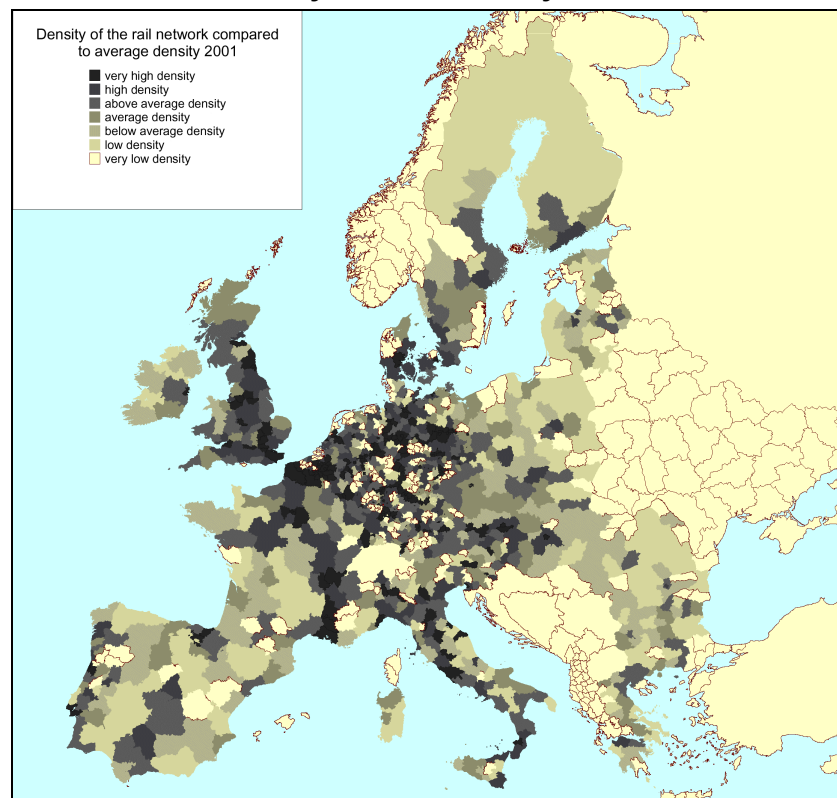 Density of the rail network compared
to average density 2001
very high density
high density
above average density
average density
below average density
low density
very low density